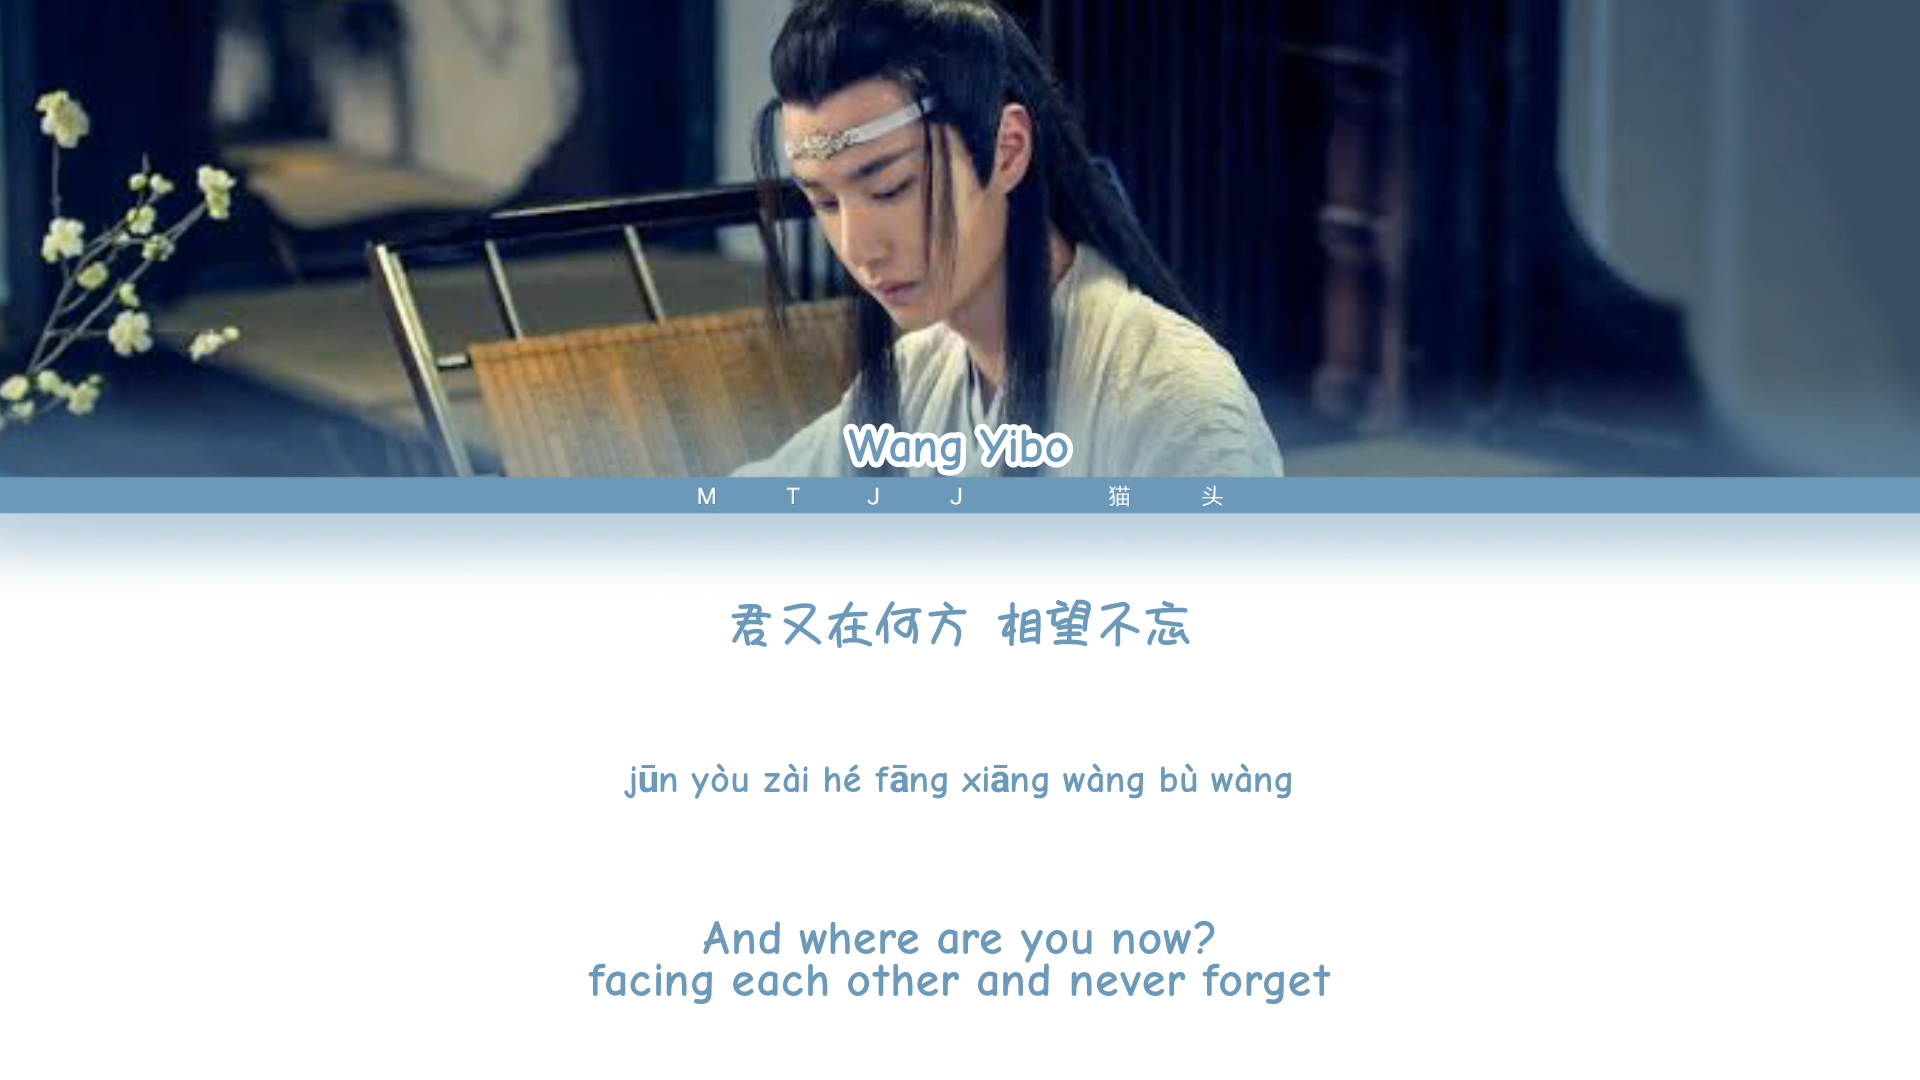 Wang Yibo
M T J J 猫 头
君又在何方 相望不忘
jūn yòu zài hé fāng xiāng wàng bù wàng
And where are you now?
facing each other and never forget